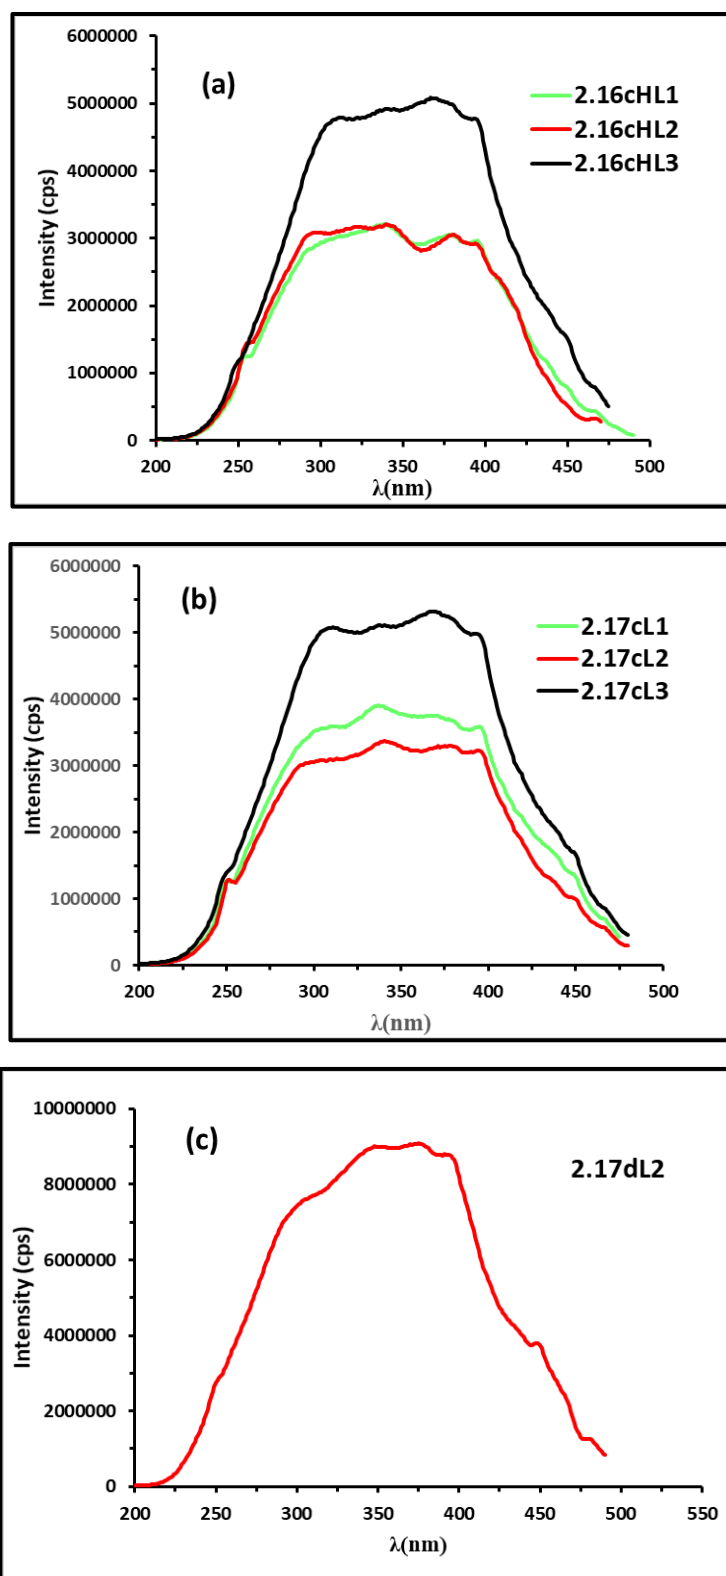 (a)
2.16cHL1
2.16cHL2
2.16cHL3
Intensity (cps)
6000000
5000000
4000000
3000000
2000000
1000000
0
200 250 300 350 400 450 500
λ(nm)
(b)
2.17cL1
2.17cL2
2.17cL3
Intensity (cps)
6000000
5000000
4000000
3000000
2000000
1000000
0
200 250 300 350 400 450 500
λ(nm)
(c)
2.17dL2
Intensity (cps)
10000000
8000000
6000000
4000000
2000000
0
200 250 300 350 400 450 500 550
λ(nm)